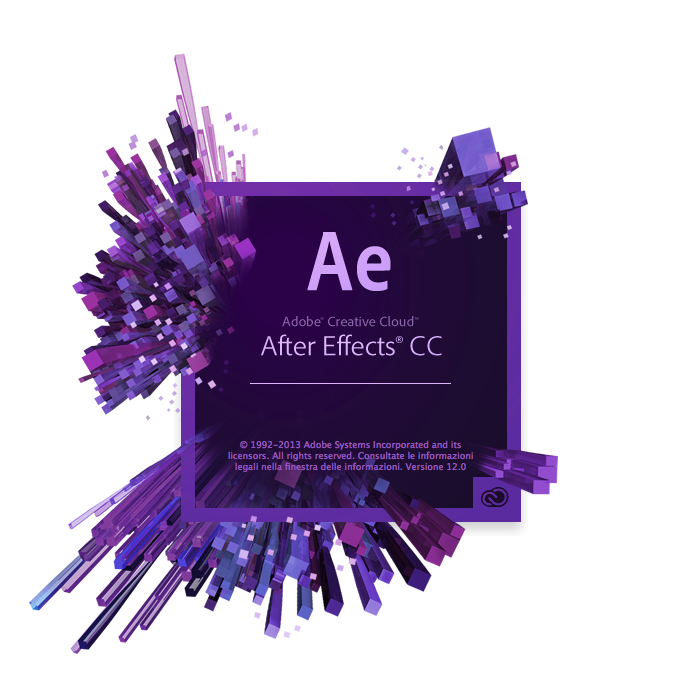 Ae
Adobe® Creative Cloud™
After Effects® CC
© 1992-2013 Adobe Systems Incorporated and its
licensors. All rights reserved. Consultate le informazioni
legali nella finestra delle informazioni. Versione 12.0